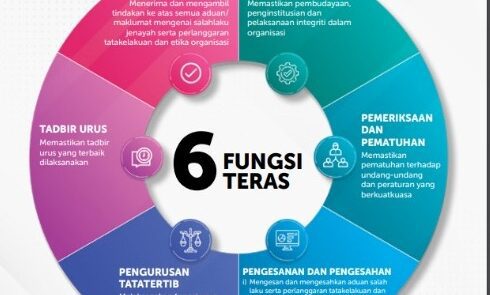 Menerima dan mengambil
tindakan ke atas semua aduan/
maklumat mengenai salahlaku
jenayah serta perlanggaran
tatakelakuan dan etika organisasi
Memastikan pembudayaan,
penginstitusian dan
pelaksanaan integriti dalam
organisasi
TADBIR URUS
Memastikan tadbir
urus yang terbaik
dilaksanakan
6 FUNGSI
TERAS
PEMERIKSAAN
DAN
PEMATUHAN
Memastikan
pematuhan terhadap
undang-undang
dan peraturan yang
berkuatkuasa
PENGURUSAN
TATATERTIB
PENGESANAN DAN PENGESAHAN
i) Mengesan dan mengesahkan aduan salah
laku serta perlanggaran tatakelakuan dan